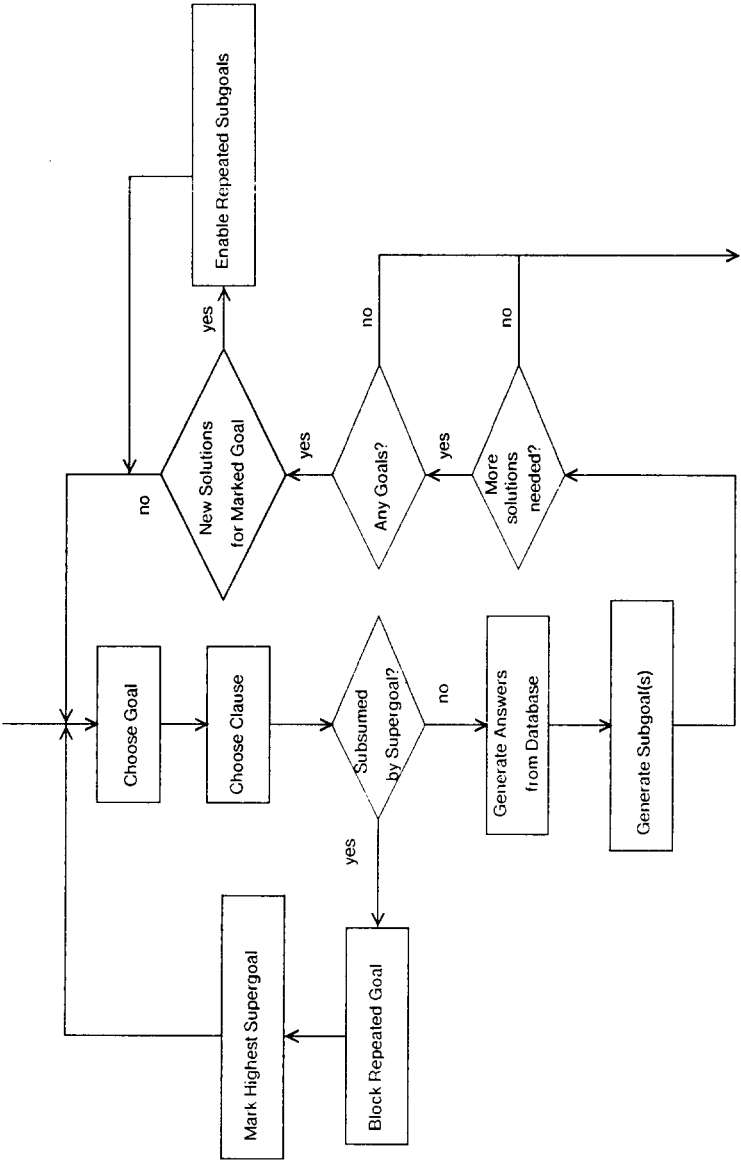 Choose Goal
Choose Clause
Subsumed
by Supergoal?
yes
no
Block Repeated Goal
Mark Highest Supergoal
Generate Answers
from Database
Generate Subgoal(s)
More
solutions
needed?
no
yes
Any Goals?
no
yes
New Solutions
for Marked Goal
no
yes
Enable Repeated Subgoals